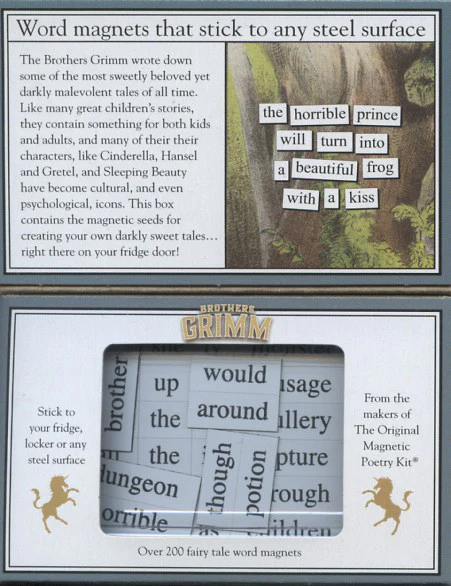 Word magnets that stick to any steel surface
The Brothers Grimm wrote down
some of the most sweetly beloved yet
darkly malevolent tales of all time.
Like many great children's stories,
they contain something for both kids
and adults, and many of their their
characters, like Cinderella, Hansel
and Gretel, and Sleeping Beauty
have become cultural, and even
psychological, icons. This box
contains the magnetic seeds for
creating your own darkly sweet tales…
right there on your fridge door!
the horrible prince
will turn into
a beautiful frog
with a kiss
BROTHERS
GRIMM
Stick to
your fridge,
locker or any
steel surface
brother
up
would
usage
the
around
the
though
potion
rough
From the
makers of
The Original
Magnetic
Poetry Kit®
Over 200 fairy tale word magnets